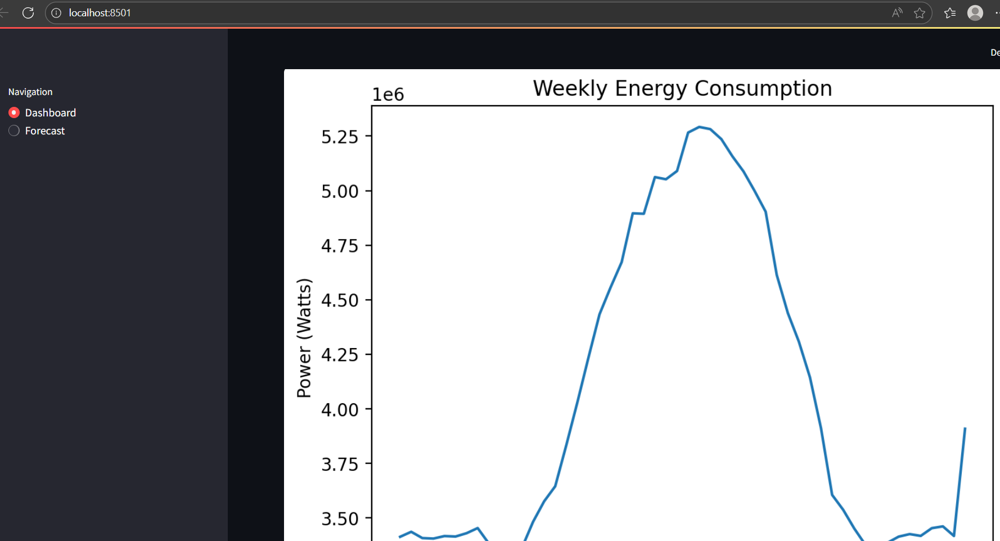 localhost:8501
De
Navigation
Dashboard
Forecast
Weekly Energy Consumption
1e6
5.25
5.00
4.75
4.50
4.25
4.00
3.75
3.50
Power (Watts)